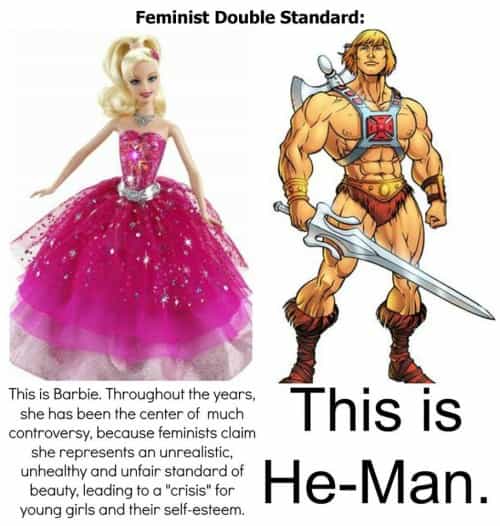 Feminist Double Standard:
This is Barbie. Throughout the years,
she has been the center of much
controversy, because feminists claim
she represents an unrealistic,
unhealthy and unfair standard of
beauty, leading to a "crisis" for
young girls and their self-esteem.
This is
He-Man.